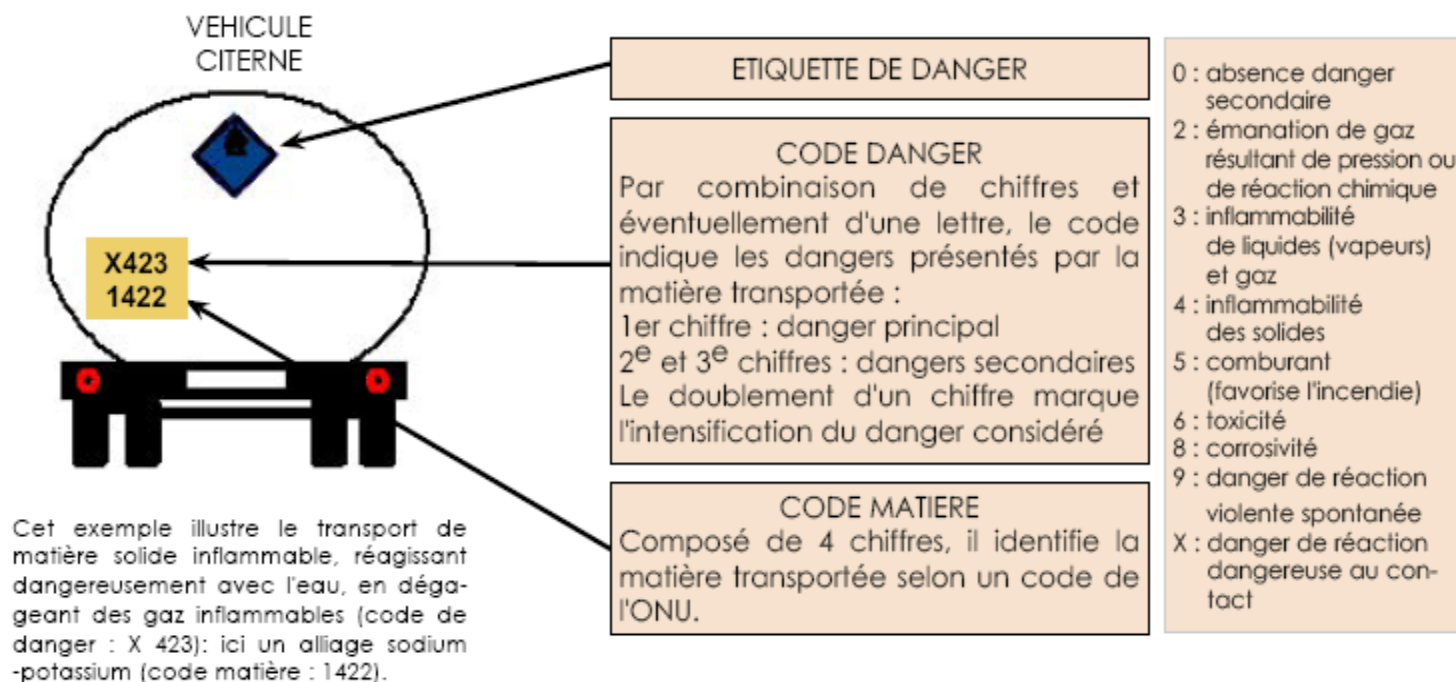 VEHICULE
CITERNE
X423
1422
Cet exemple illustre le transport de
matière solide inflammable, réagissant
dangereusement avec l'eau, en déga-
geant des gaz inflammables (code de
danger : X 423): ici un alliage sodium
-potassium (code matière : 1422).
ETIQUETTE DE DANGER
CODE DANGER
Par combinaison de chiffres et
éventuellement d'une lettre, le code
indique les dangers présentés par la
matière transportée :
1er chiffre : danger principal
2e et 3e chiffres : dangers secondaires
Le doublement d'un chiffre marque
l'intensification du danger considéré
CODE MATIERE
Composé de 4 chiffres, il identifie la
matière transportée selon un code de
l'ONU.
0 : absence danger
secondaire
2 : émanation de gaz
résultant de pression ou
de réaction chimique
3 : inflammabilité
de liquides (vapeurs)
et gaz
4 : inflammabilité
des solides
5 : comburant
(favorise l'incendie)
6 : toxicité
8 : corrosivité
9 : danger de réaction
violente spontanée
X : danger de réaction
dangereuse au con-
tact